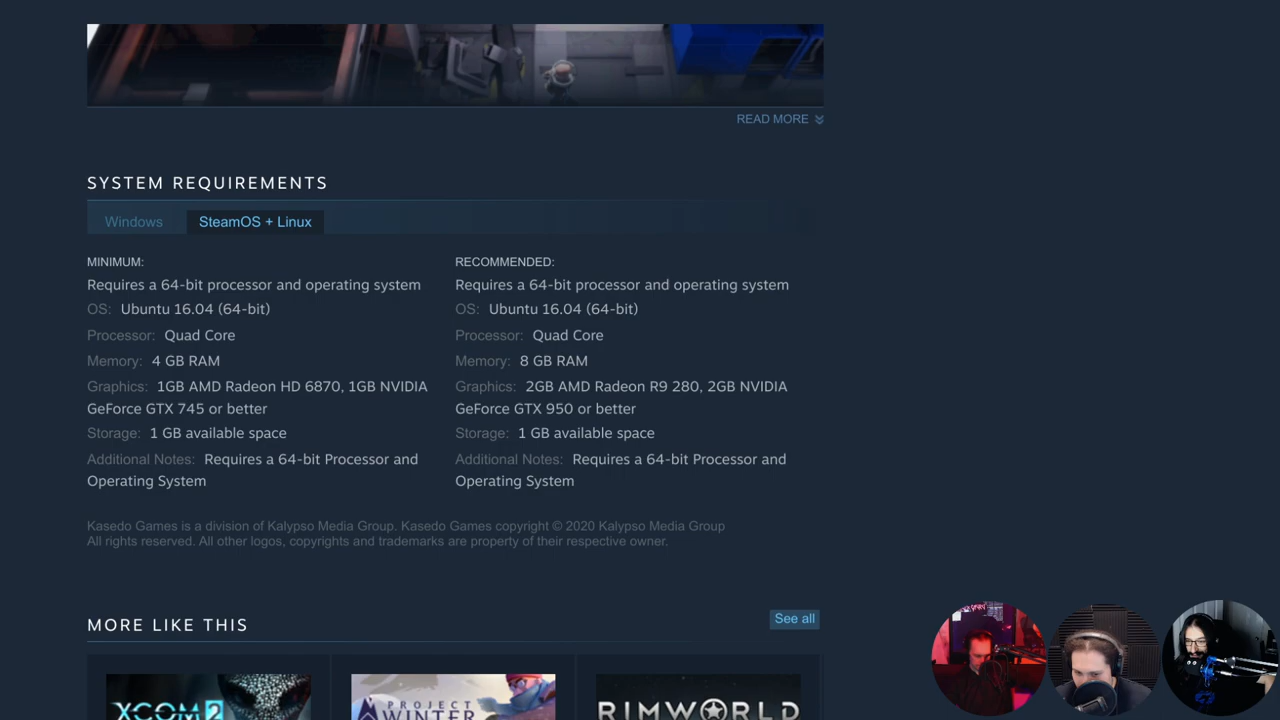 READ MORE
SYSTEM REQUIREMENTS
Windows
SteamOS + Linux
MINIMUM:
Requires a 64-bit processor and operating system
OS: Ubuntu 16.04 (64-bit)
Processor: Quad Core
Memory: 4 GB RAM
Graphics: 1GB AMD Radeon HD 6870, 1GB NVIDIA
GeForce GTX 745 or better
Storage: 1 GB available space
Additional Notes: Requires a 64-bit Processor and
Operating System
RECOMMENDED:
Requires a 64-bit processor and operating system
OS: Ubuntu 16.04 (64-bit)
Processor: Quad Core
Memory: 8 GB RAM
Graphics: 2GB AMD Radeon R9 280, 2GB NVIDIA
GeForce GTX 950 or better
Storage: 1 GB available space
Additional Notes: Requires a 64-bit Processor and
Operating System
Kasedo Games is a division of Kalypso Media Group. Kasedo Games copyright © 2020 Kalypso Media Group
All rights reserved. All other logos, copyrights and trademarks are property of their respective owner.
MORE LIKE THIS
See all
XCOM 2
PROJECT
WINTER
RIMWORLD